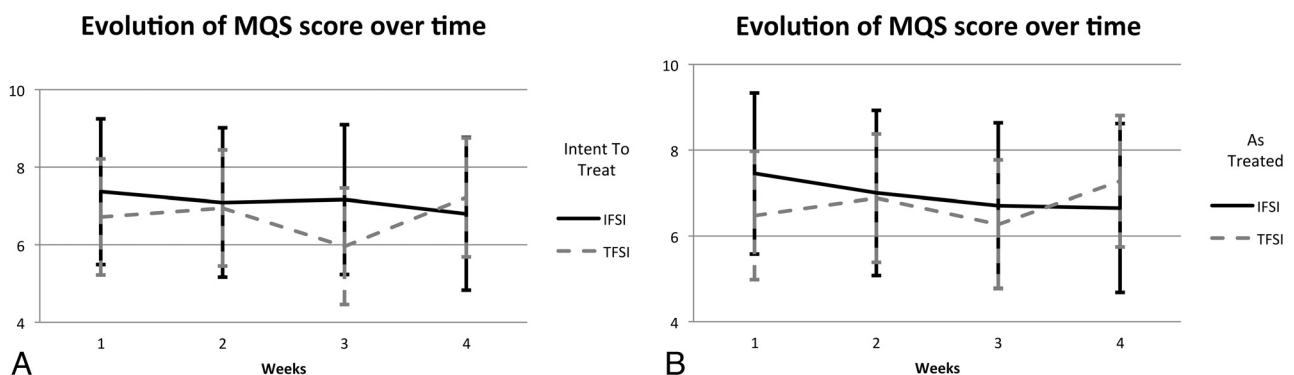 Evolution of MQS score over time
10
8
6
4
1 2 3 4
Weeks
Intent To
Treat
IFSI
TFSI
A
Evolution of MQS score over time
10
8
6
4
1 2 3 4
Weeks
As
Treated
IFSI
TFSI
B